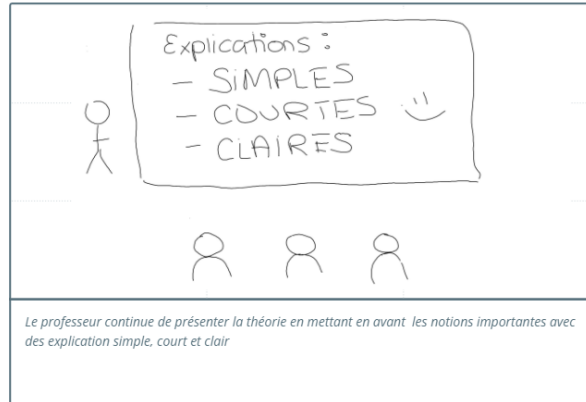 Explications :
- SIMPLES
- COURTES
- CLAIRES
Le professeur continue de présenter la théorie en mettant en avant les notions importantes avec
des explication simple, court et clair